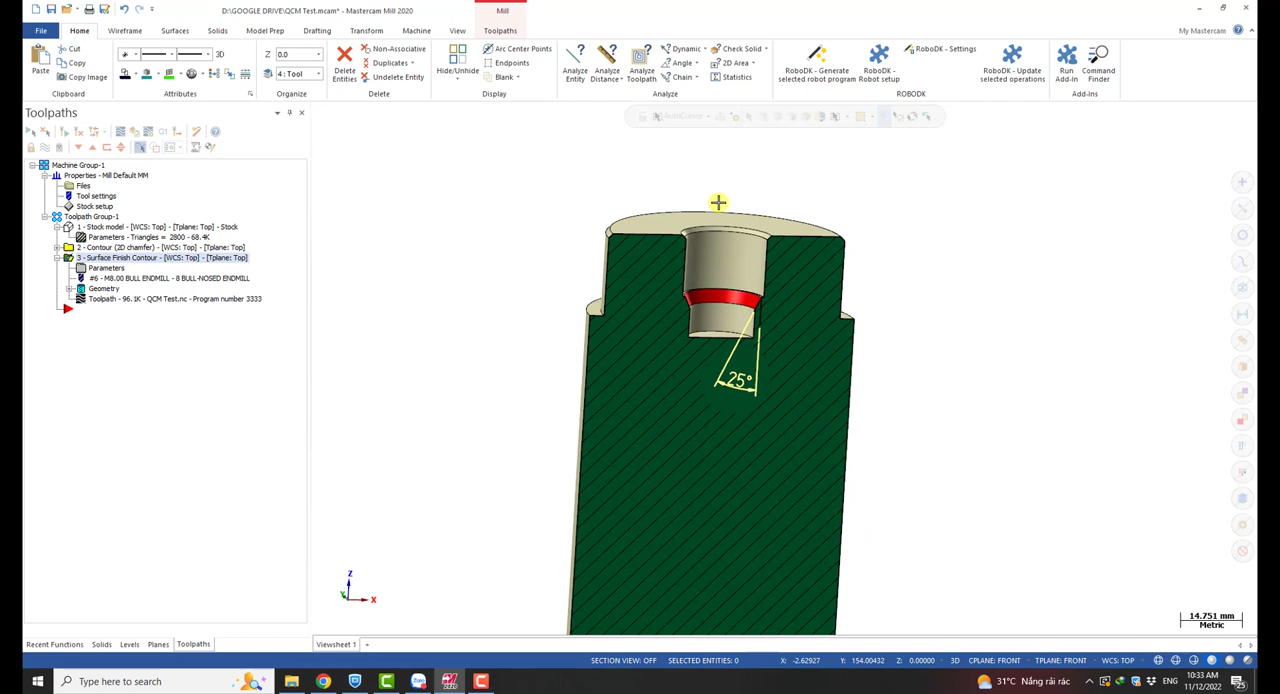 D:\GOOGLE DRIVE\QCM Test.mcam* - Mastercam Mill 2020
Mill
File
Home
Wireframe
Surfaces
Solids
Model Prep
Drafting
Transform
Machine
View
Toolpaths
My Mastercam
Paste
Cut
Copy
Copy Image
Clipboard
3D
Attributes
Z
0.0
4 : Tool
Organize
Delete Entities
Non-Associative
Duplicates
Undelete Entity
Delete
Hide/Unhide
Arc Center Points
Endpoints
Blank
Display
Analyze Entity
Analyze Distance
Analyze Toolpath
Dynamic
Angle
Chain
Check Solid
2D Area
Statistics
Analyze
RoboDK - Generate selected robot program
RoboDK - Robot setup
RoboDK - Settings
RoboDK - Update selected operations
ROBODK
Run Add-In
Command Finder
Add-Ins
Toolpaths
AutoCursor
G1
Machine Group-1
Properties - Mill Default MM
Files
Tool settings
Stock setup
Toolpath Group-1
1 - Stock model - [WCS: Top] - [Tplane: Top] - Stock
Parameters - Triangles = 2800 - 68.4K
2 - Contour (2D chamfer) - [WCS: Top] - [Tplane: Top]
3 - Surface Finish Contour - [WCS: Top] - [Tplane: Top]
Parameters
#6 - M8.00 BULL ENDMILL - 8 BULL-NOSED ENDMILL
Geometry
Toolpath - 96.1K - QCM Test.nc - Program number 3333
25°
Z
Y
X
14.751 mm
Metric
Recent Functions
Solids
Levels
Planes
Toolpaths
Viewsheet 1
+
SECTION VIEW: OFF
SELECTED ENTITIES: 0
X: -2.62927
Y: 154.00432
Z: 0.00000
3D
CPLANE: FRONT
TPLANE: FRONT
WCS: TOP
Type here to search
2020
31°C Nắng rải rác
ENG
10:33 AM
11/12/2022
25